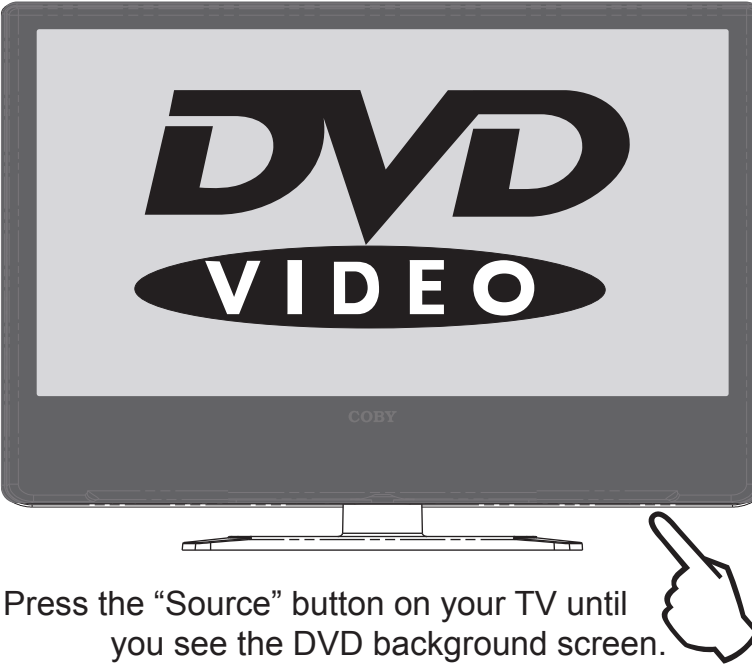 DVD
VIDEO
COBY
Press the “Source” button on your TV until
you see the DVD background screen.